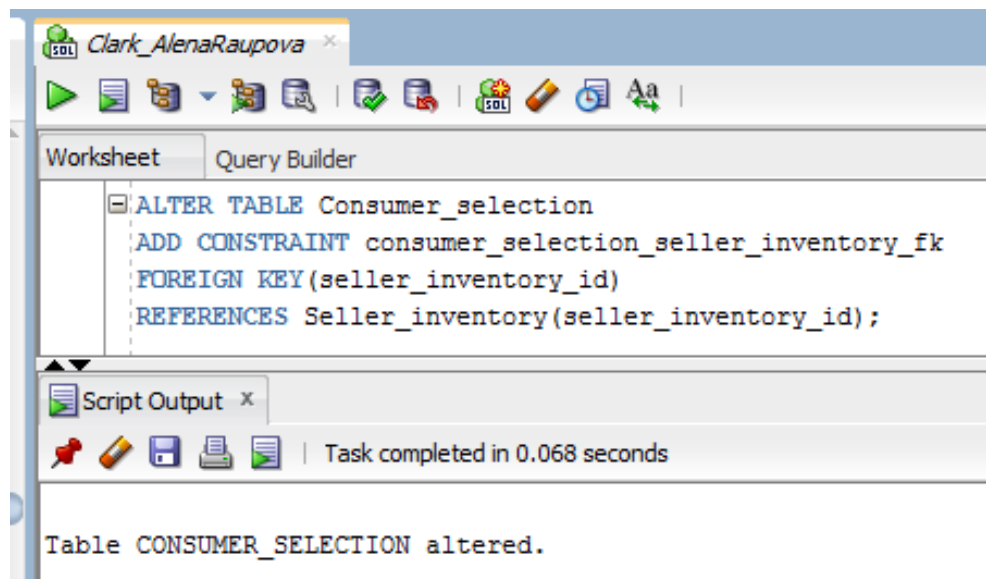 Clark_AlenaRaupova
Worksheet Query Builder
ALTER TABLE Consumer_selection
ADD CONSTRAINT consumer_selection_seller_inventory_fk
FOREIGN KEY(seller_inventory_id)
REFERENCES Seller_inventory(seller_inventory_id);
Script Output x
Task completed in 0.068 seconds
Table CONSUMER_SELECTION altered.